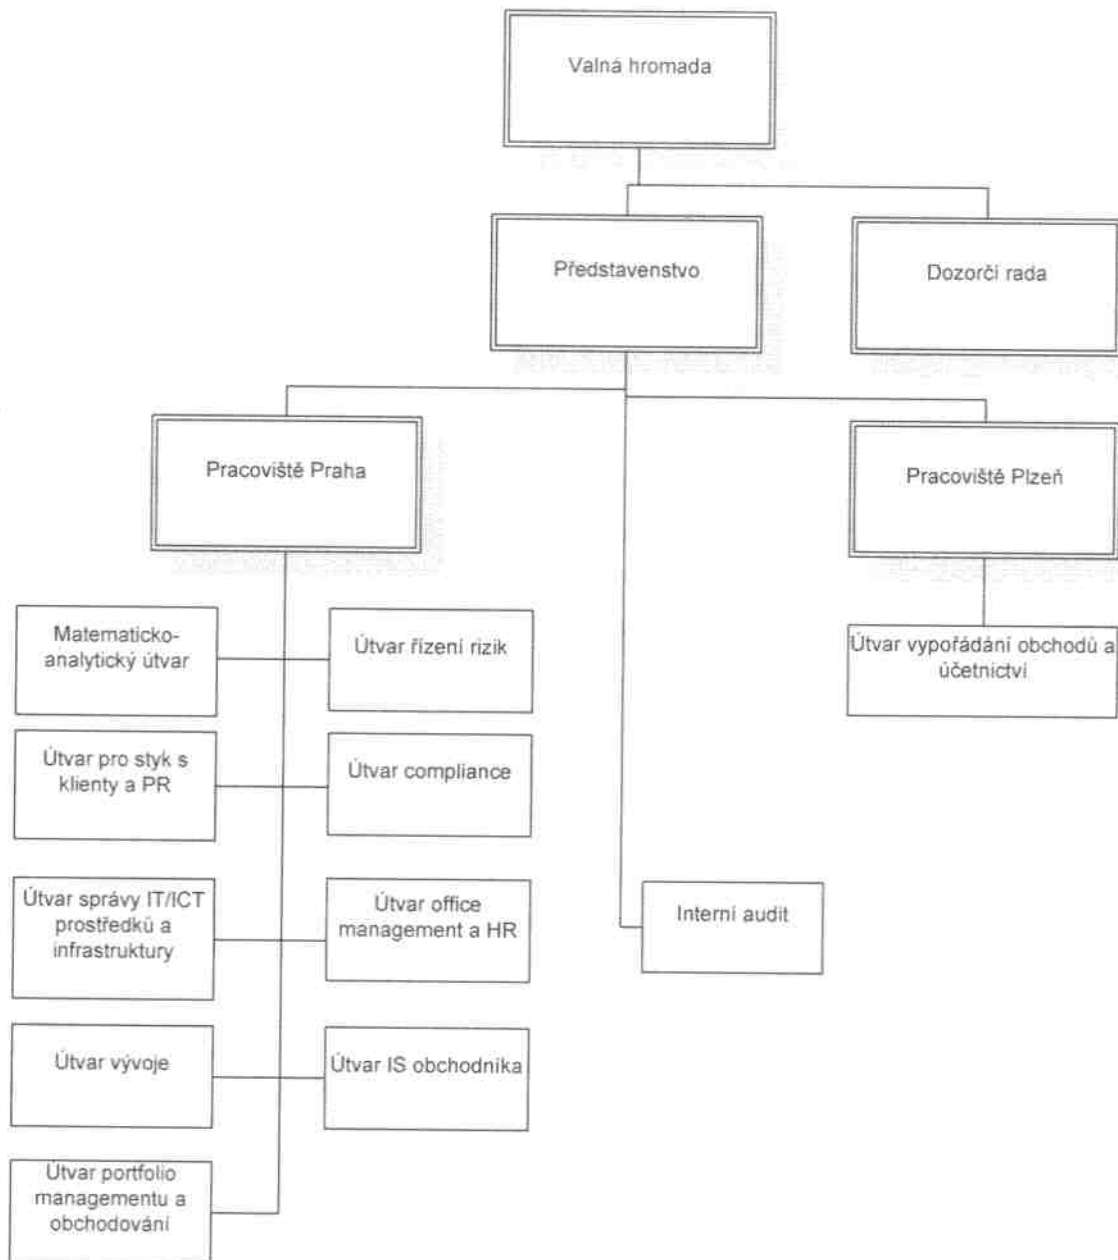 Valná hromada
Představenstvo
Dozorčí rada
Pracoviště Praha
Pracoviště Plzeň
Matematicko-
analytický útvar
Útvar řízení rizik
Útvar vypořádání obchodů a
účetnictví
Útvar pro styk s
klienty a PR
Útvar compliance
Útvar správy IT/ICT
prostředků a
infrastruktury
Útvar office
management a HR
Interní audit
Útvar vývoje
Útvar IS obchodníka
Útvar portfolio
managementu a
obchodování